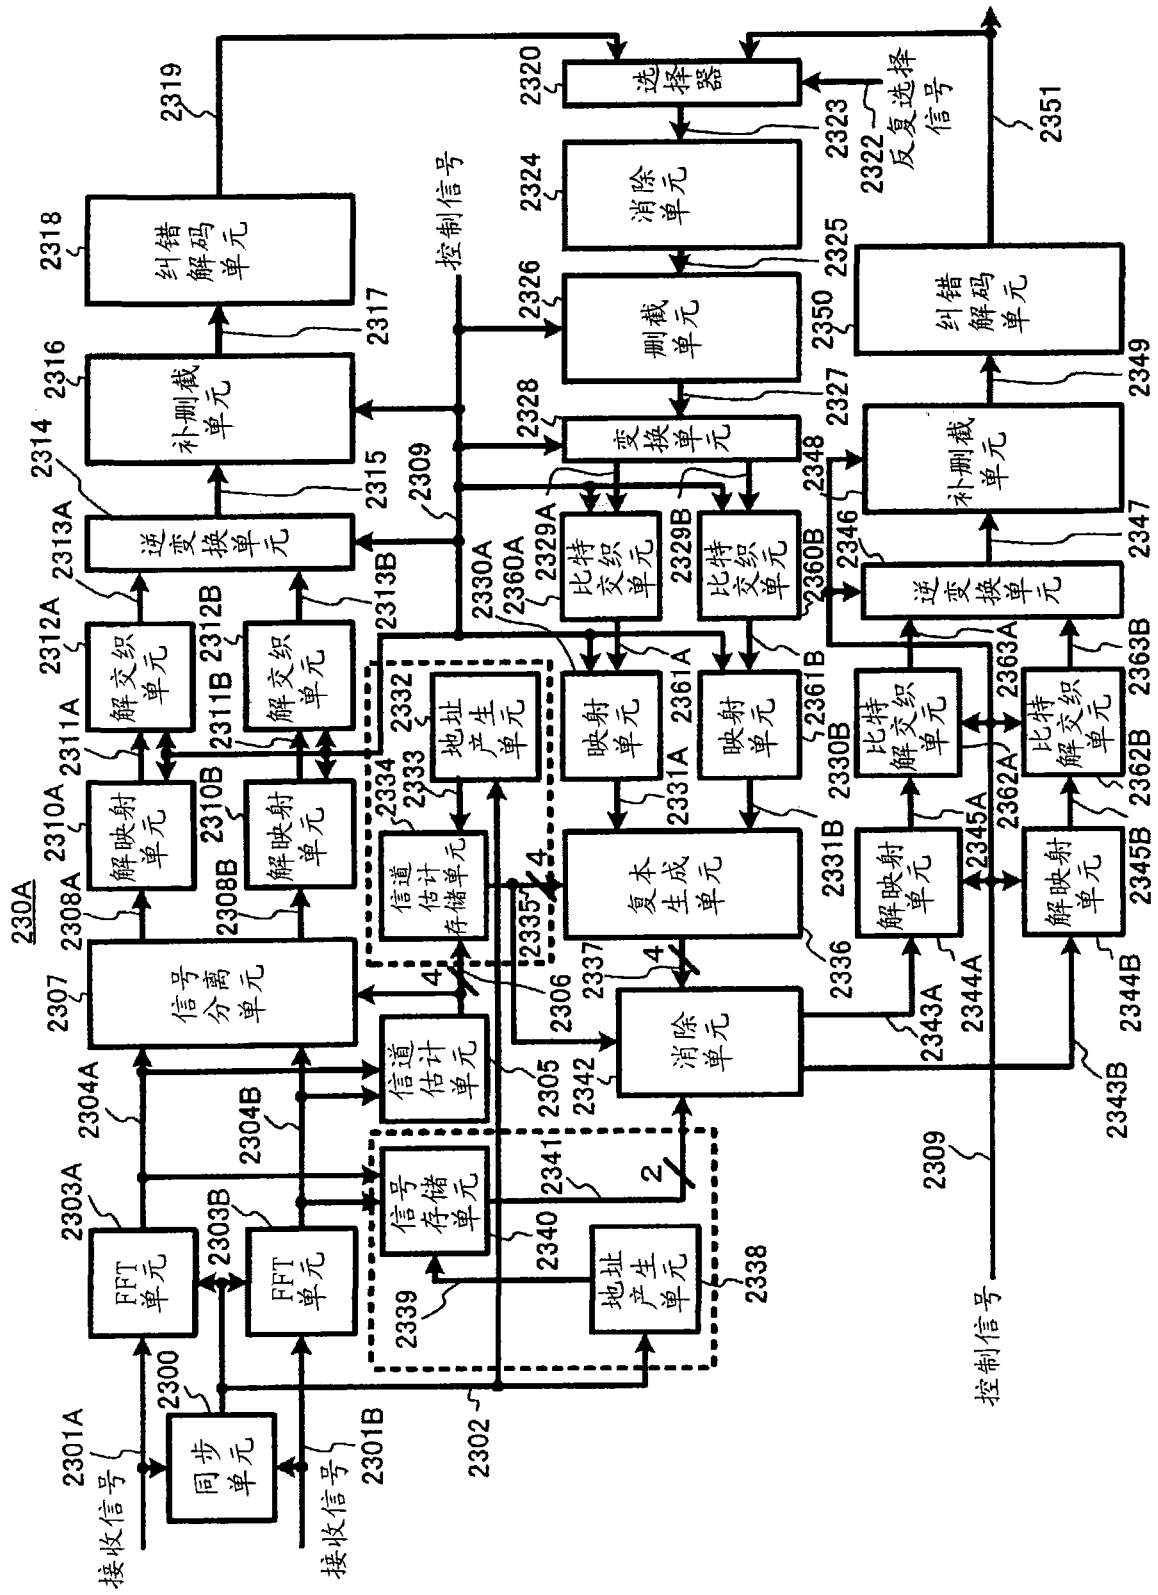 230A
接收信号
2301A
同步
单元
2300
接收信号
2301B
2302
FFT
单元
2303A
FFT
单元
2303B
2304A
2304B
信号
分离
单元
2307
信道
估计
单元
2305
4
2306
2308A
2308B
解映射
单元
2310A
解映射
单元
2310B
2311A
2311B
解交织
单元
2312A
解交织
单元
2312B
2313A
2313B
逆变换单元
2314
2315
补删截
单元
2316
2317
纠错
解码
单元
2318
2319
控制信号
2309
选择器
2320
反复选择
信号
2322
2323
消除
单元
2324
2325
删截
单元
2326
2327
变换单元
2328
2329A
2329B
比特
交织
单元
2360A
比特
交织
单元
2360B
2361A
2361B
映射
单元
2330A
映射
单元
2330B
2331A
2331B
地址
产生
单元
2332
2333
信道
估计
存储单元
2334
2335
4
复本
生成
单元
2336
4
2337
信号
存储
单元
2340
2339
地址
产生
单元
2338
2341
2
消除
单元
2342
2343A
2343B
解映射
单元
2344A
解映射
单元
2344B
2345A
2345B
比特
解交织
单元
2362A
比特
解交织
单元
2362B
2363A
2363B
逆变换单元
2346
2347
补删截
单元
2348
2349
纠错
解码
单元
2350
2351
控制信号
2309